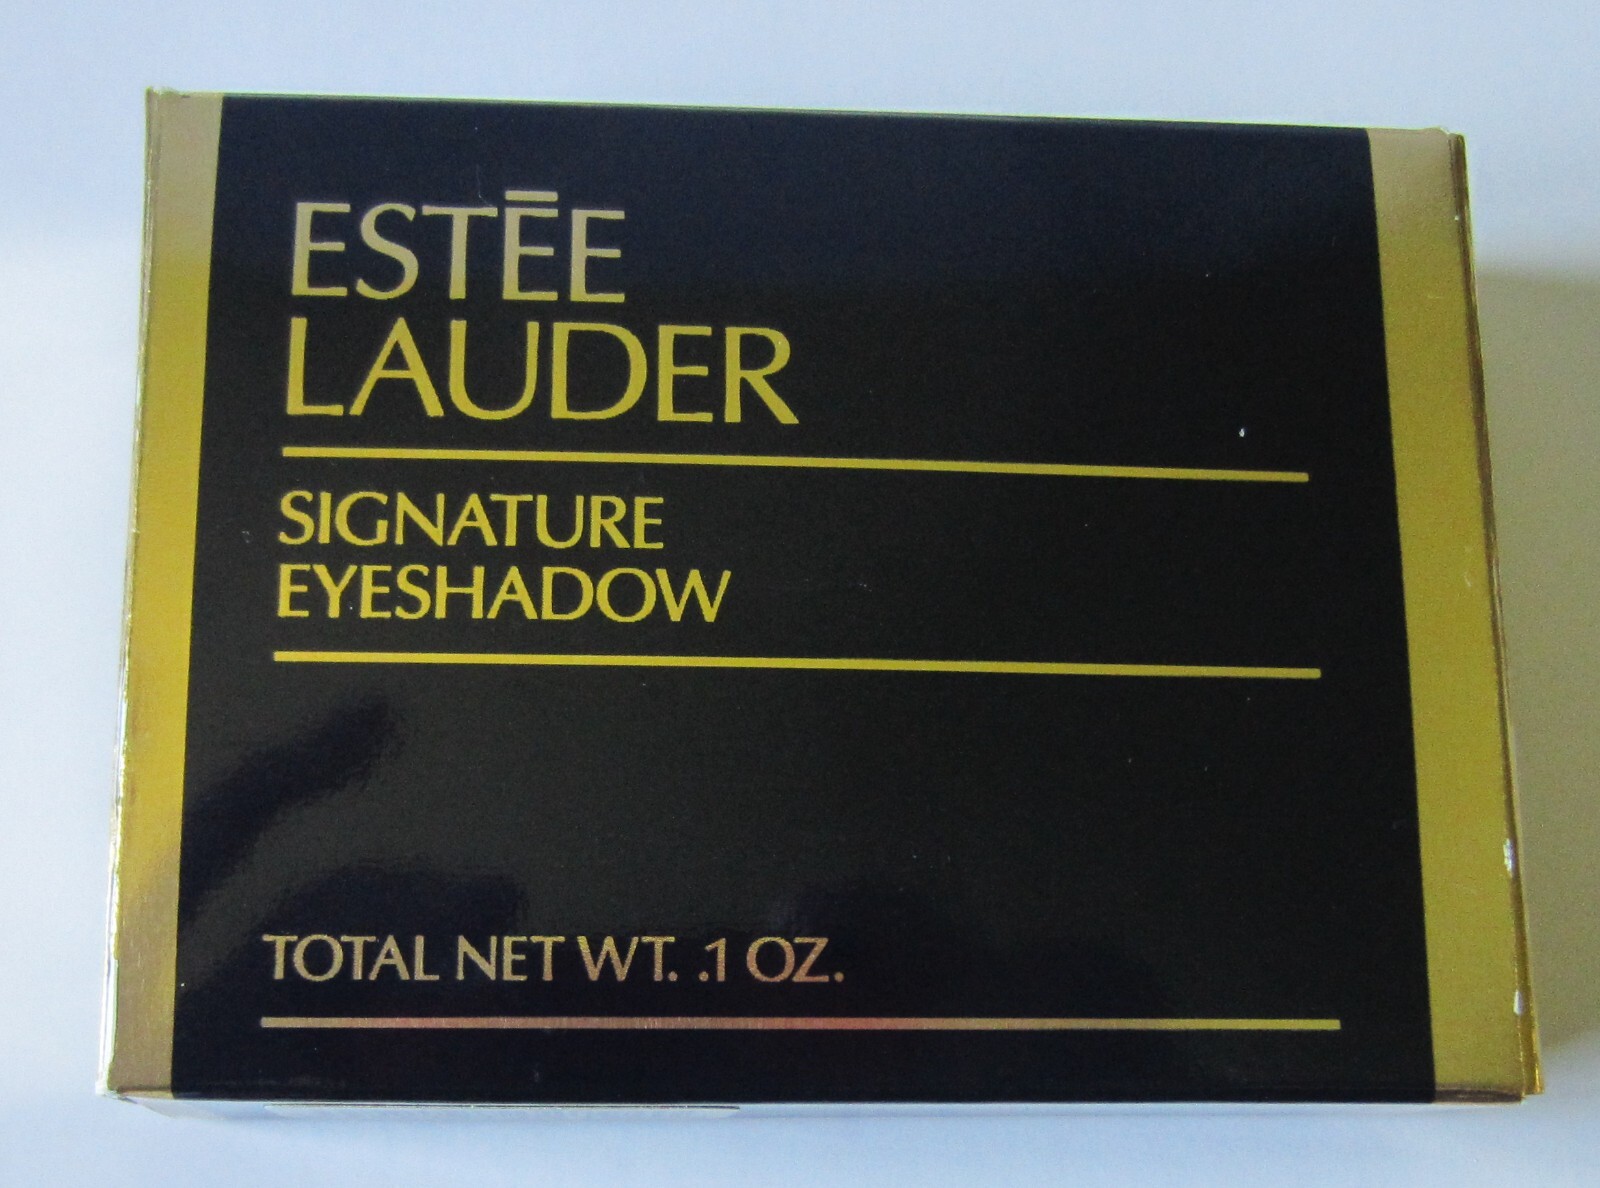 ESTĒE
LAUDER
SIGNATURE
EYESHADOW
TOTAL NET WT. .1 OZ.